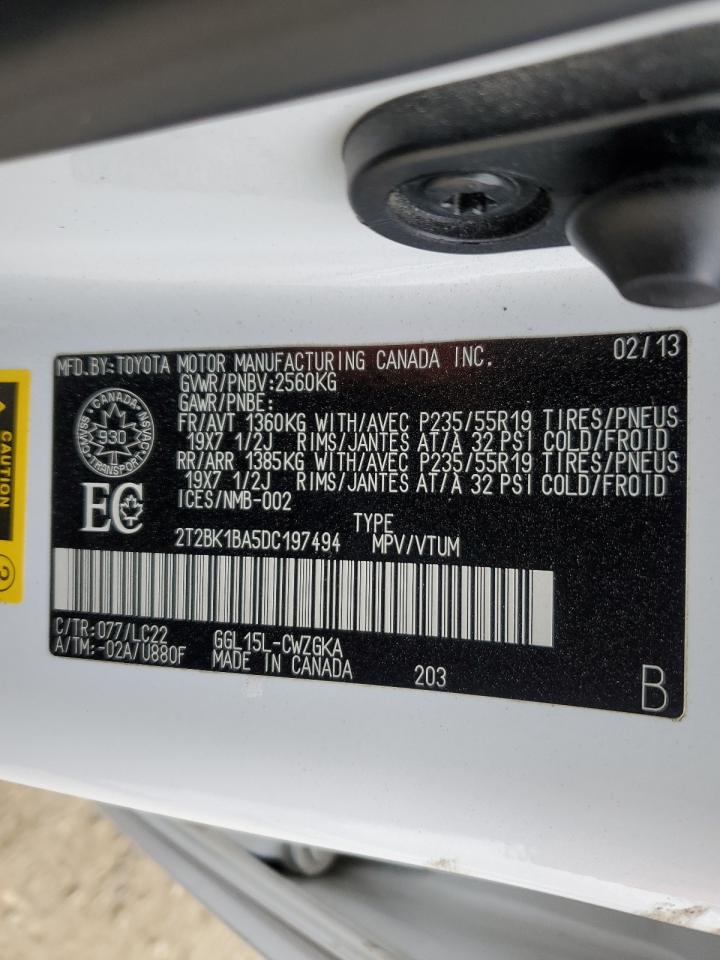 MFD.BY:TOYOTA MOTOR MANUFACTURING CANADA INC. 02/13
GVWR/PNBV:2560KG
GAWR/PNBE:
FR/AVT 1360KG WITH/AVEC P235/55R19 TIRES/PNEUS
19X7 1/2J RIMS/JANTES AT/A 32 PSI COLD/FROID
RR/ARR 1385KG WITH/AVEC P235/55R19 TIRES/PNEUS
19X7 1/2J RIMS/JANTES AT/A 32 PSI COLD/FROID
ICES/NMB-002
CANADA
930
TRANSPORT
EC
TYPE
2T2BK1BA5DC197494 MPV/VTUM
C/TR:077/LC22 GGL15L-CWZGKA
A/TM:-02A/U880F MADE IN CANADA 203 B
CAUTION